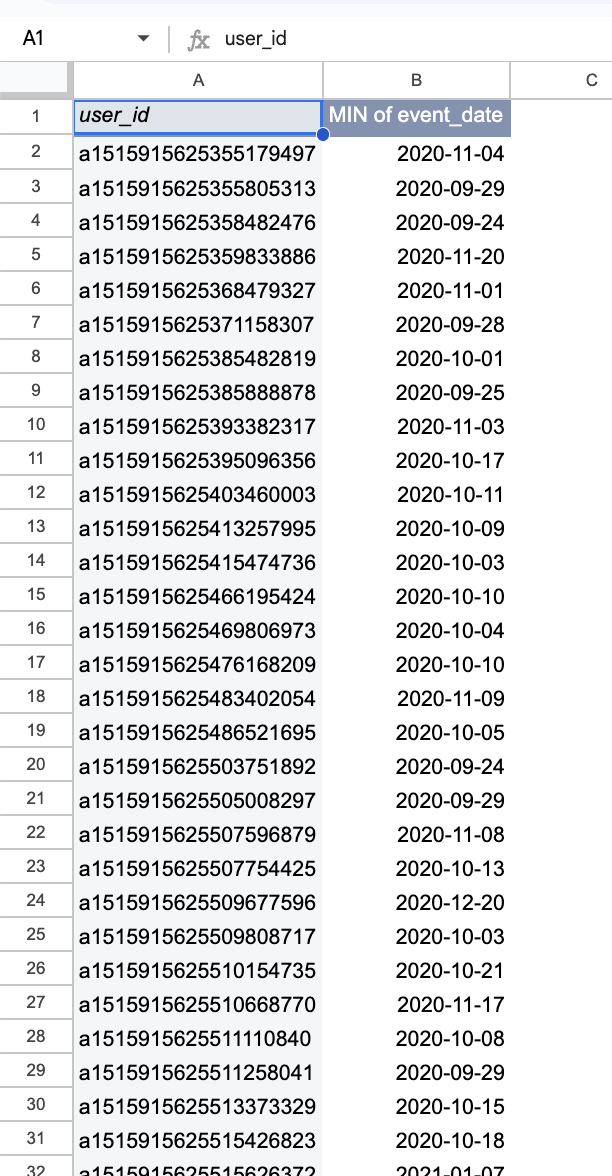 A1 fx user_id
A B C
1 user_id MIN of event_date
2 a1515915625355179497 2020-11-04
3 a1515915625355805313 2020-09-29
4 a1515915625358482476 2020-09-24
5 a1515915625359833886 2020-11-20
6 a1515915625368479327 2020-11-01
7 a1515915625371158307 2020-09-28
8 a1515915625385482819 2020-10-01
9 a1515915625385888878 2020-09-25
10 a1515915625393382317 2020-11-03
11 a1515915625395096356 2020-10-17
12 a1515915625403460003 2020-10-11
13 a1515915625413257995 2020-10-09
14 a1515915625415474736 2020-10-03
15 a1515915625466195424 2020-10-10
16 a1515915625469806973 2020-10-04
17 a1515915625476168209 2020-10-10
18 a1515915625483402054 2020-11-09
19 a1515915625486521695 2020-10-05
20 a1515915625503751892 2020-09-24
21 a1515915625505008297 2020-09-29
22 a1515915625507596879 2020-11-08
23 a1515915625507754425 2020-10-13
24 a1515915625509677596 2020-12-20
25 a1515915625509808717 2020-10-03
26 a1515915625510154735 2020-10-21
27 a1515915625510668770 2020-11-17
28 a1515915625511110840 2020-10-08
29 a1515915625511258041 2020-09-29
30 a1515915625513373329 2020-10-15
31 a1515915625515426823 2020-10-18
32 a1515915625515626372 2021-01-07